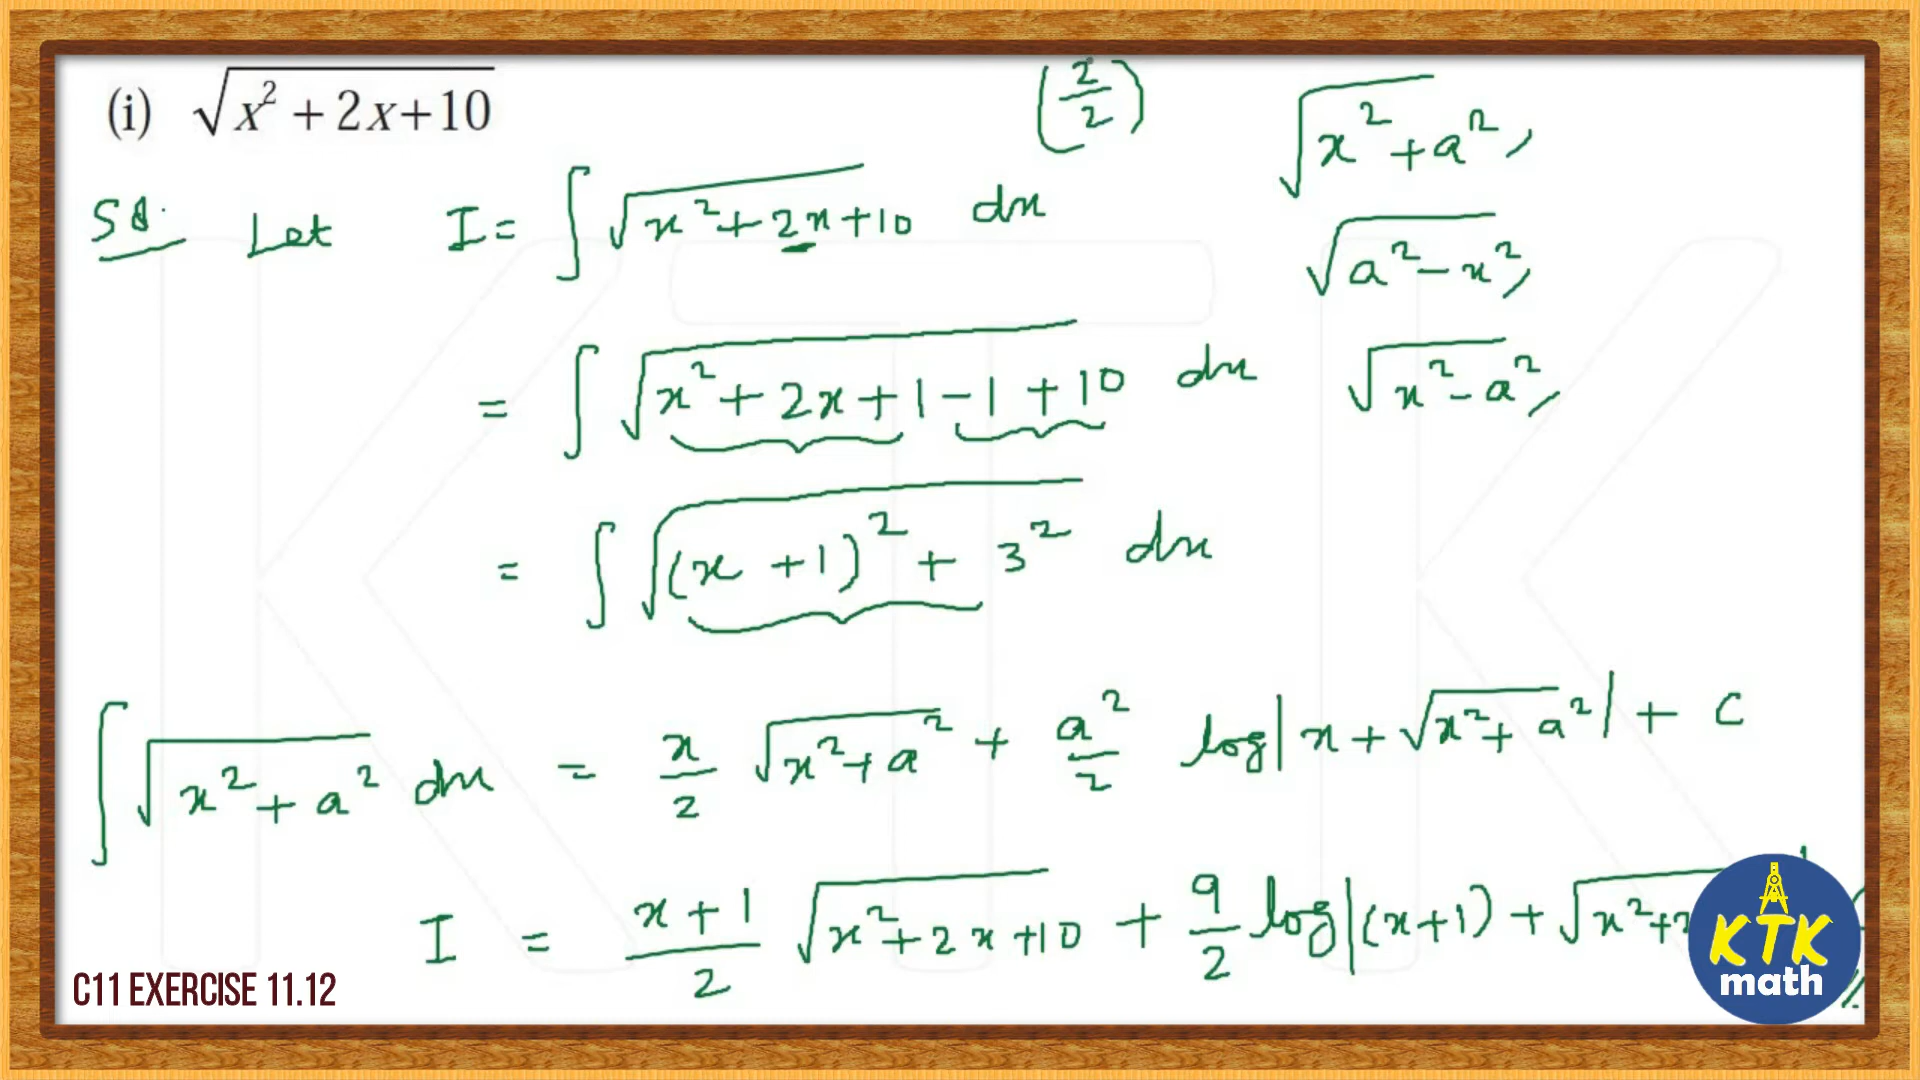 (i) √(x² + 2x+10)
(2/2)
√(x² + a²),
Sol. Let I = ∫ √(x² + 2x + 10) dx
√(a² - x²),
= ∫ √(x² + 2x + 1 - 1 + 10) dx
√(x² - a²),
= ∫ √((x + 1)² + 3²) dx
∫ √(x² + a²) dx = x/2 √(x² + a²) + a²/2 log|x + √(x² + a²)| + c
I = (x + 1)/2 √(x² + 2x + 10) + 9/2 log|(x+1) + √(x² +
C11 EXERCISE 11.12
KTK
math